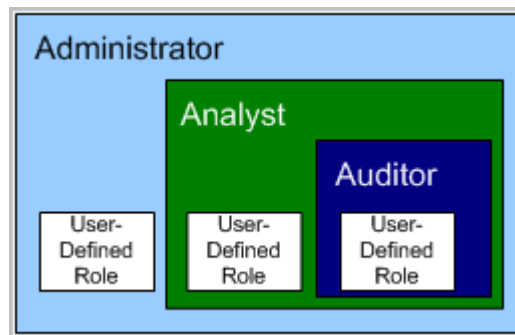 Administrator
Analyst
Auditor
User-
Defined
Role
User-
Defined
Role
User-
Defined
Role